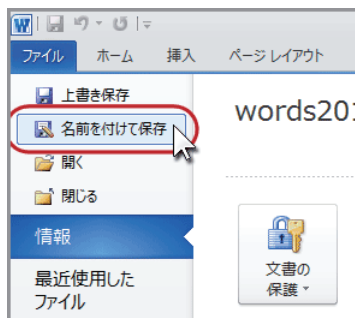 W
ファイル ホーム 挿入 ページ レイアウト
上書き保存
名前を付けて保存
開く
閉じる
情報
最近使用した
ファイル
words201
文書の
保護